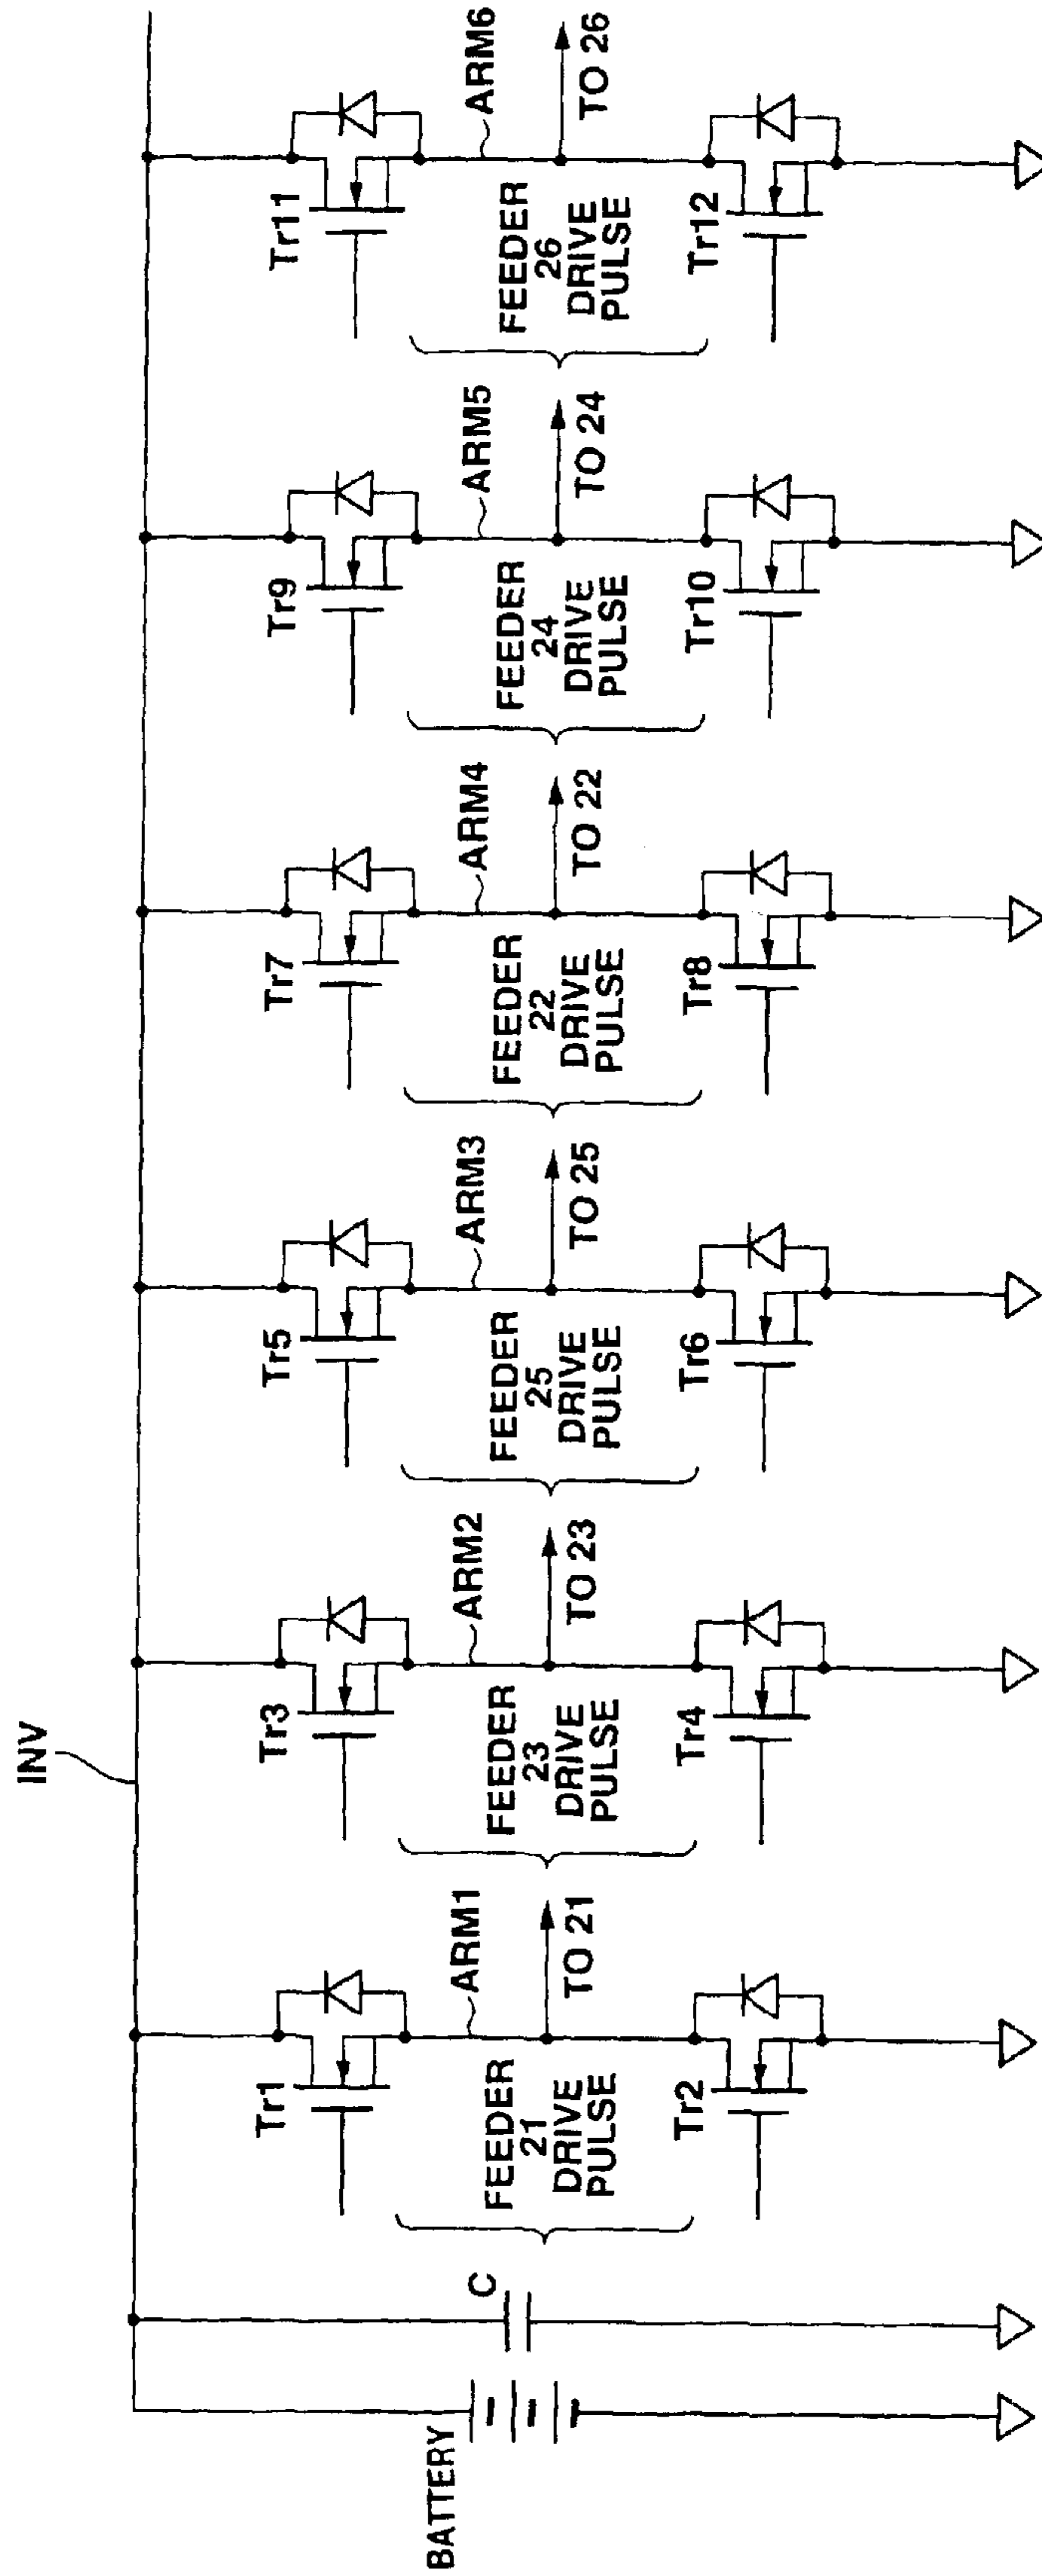 INV
BATTERY
C
Tr1
FEEDER
21
DRIVE
PULSE
Tr2
ARM1
TO 21
Tr3
FEEDER
23
DRIVE
PULSE
Tr4
ARM2
TO 23
Tr5
FEEDER
25
DRIVE
PULSE
Tr6
ARM3
TO 25
Tr7
FEEDER
22
DRIVE
PULSE
Tr8
ARM4
TO 22
Tr9
FEEDER
24
DRIVE
PULSE
Tr10
ARM5
TO 24
Tr11
FEEDER
26
DRIVE
PULSE
Tr12
ARM6
TO 26